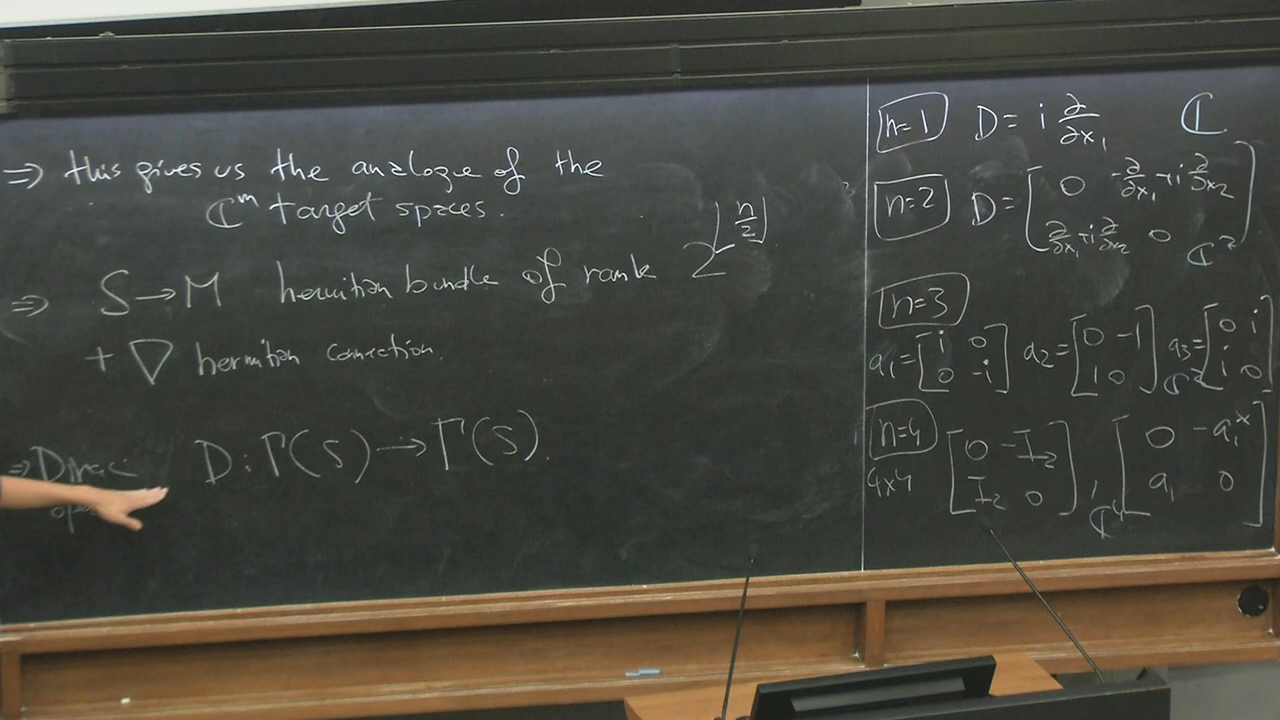 ⇒ this gives us the analogue of the
ℂᵐ target spaces.
⇒ S → M hermitian bundle of rank 2^⌊n/2⌋
+ ∇ hermitian connection.
⇒ Dirac D: Γ(S) → Γ(S).
n=1 D = i ∂/∂x₁ ℂ
n=2 D = [0 -∂/∂x₁+i∂/∂x₂
∂/∂x₁+i∂/∂x₂ 0] ℂ²
n=3
a₁ = [i 0 a₂ = [0 -1 a₃ = [0 i
0 -i] 1 0] ℂ² i 0]
n=4 [0 -I₂ [0 -a₁*
4x4 I₂ 0] , a₁ 0]
ℂ⁴